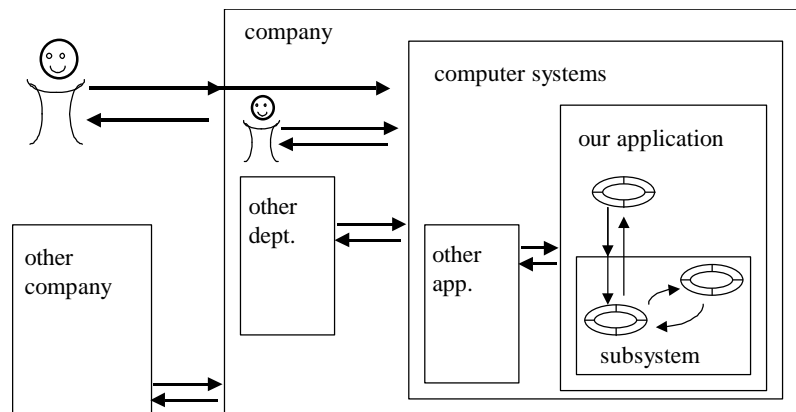 company
computer systems
our application
other
dept.
other
app.
other
company
subsystem